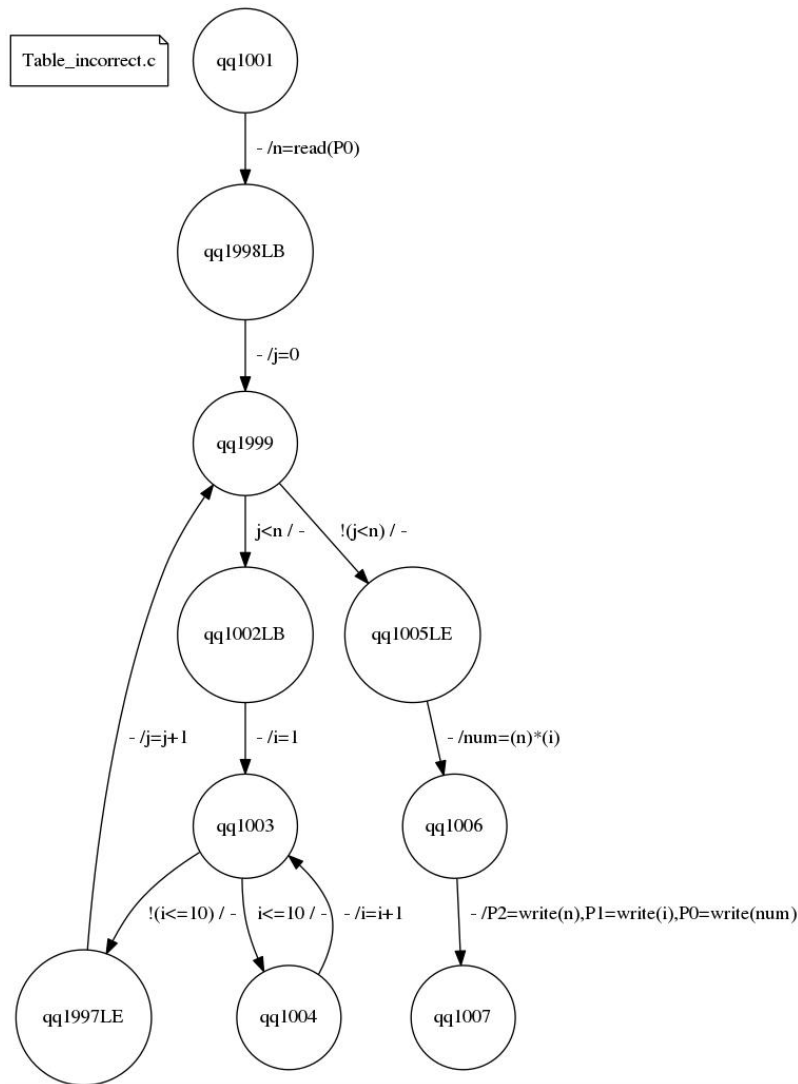 Table_incorrect.c
qq1001
- /n=read(P0)
qq1998LB
- /j=0
qq1999
j<n / -
!(j<n) / -
qq1002LB
qq1005LE
- /j=j+1
- /i=1
- /num=(n)*(i)
qq1003
qq1006
!(i<=10) / -
i<=10 / -
- /i=i+1
- /P2=write(n),P1=write(i),P0=write(num)
qq1997LE
qq1004
qq1007